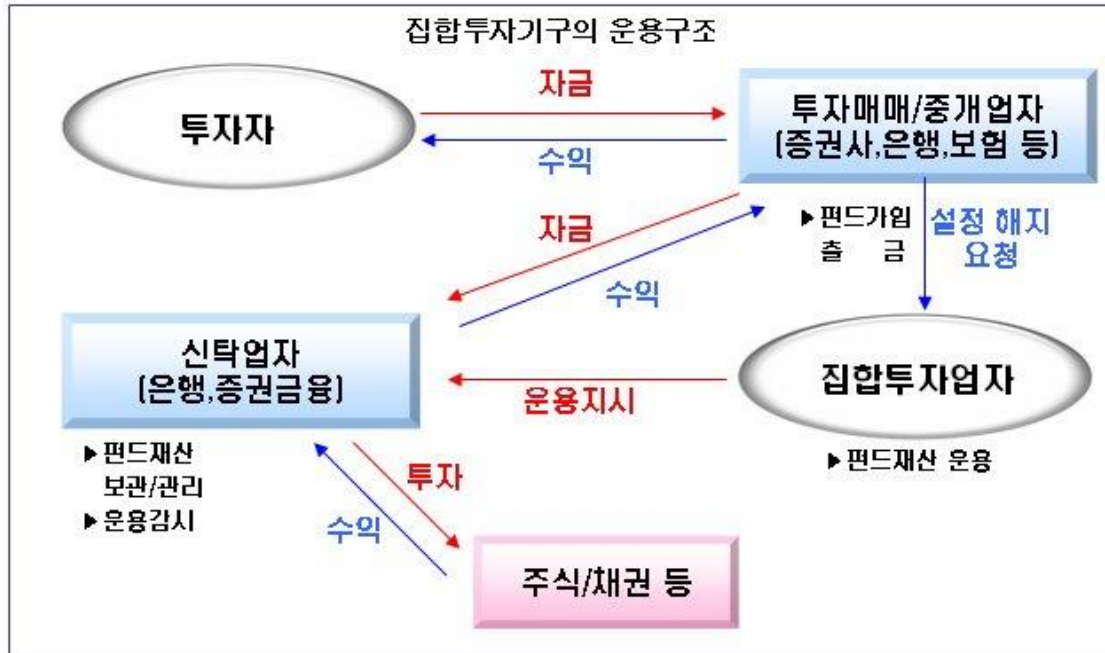 집합투자기구의 운용구조
자금
투자자
투자매매/중개업자
(증권사,은행,보험 등)
수익
▶펀드가입
출 금
설정 해지
요청
자금
수익
신탁업자
(은행,증권금융)
집합투자업자
운용지시
▶펀드재산
보관/관리
▶운용감시
▶펀드재산 운용
투자
수익
주식/채권 등